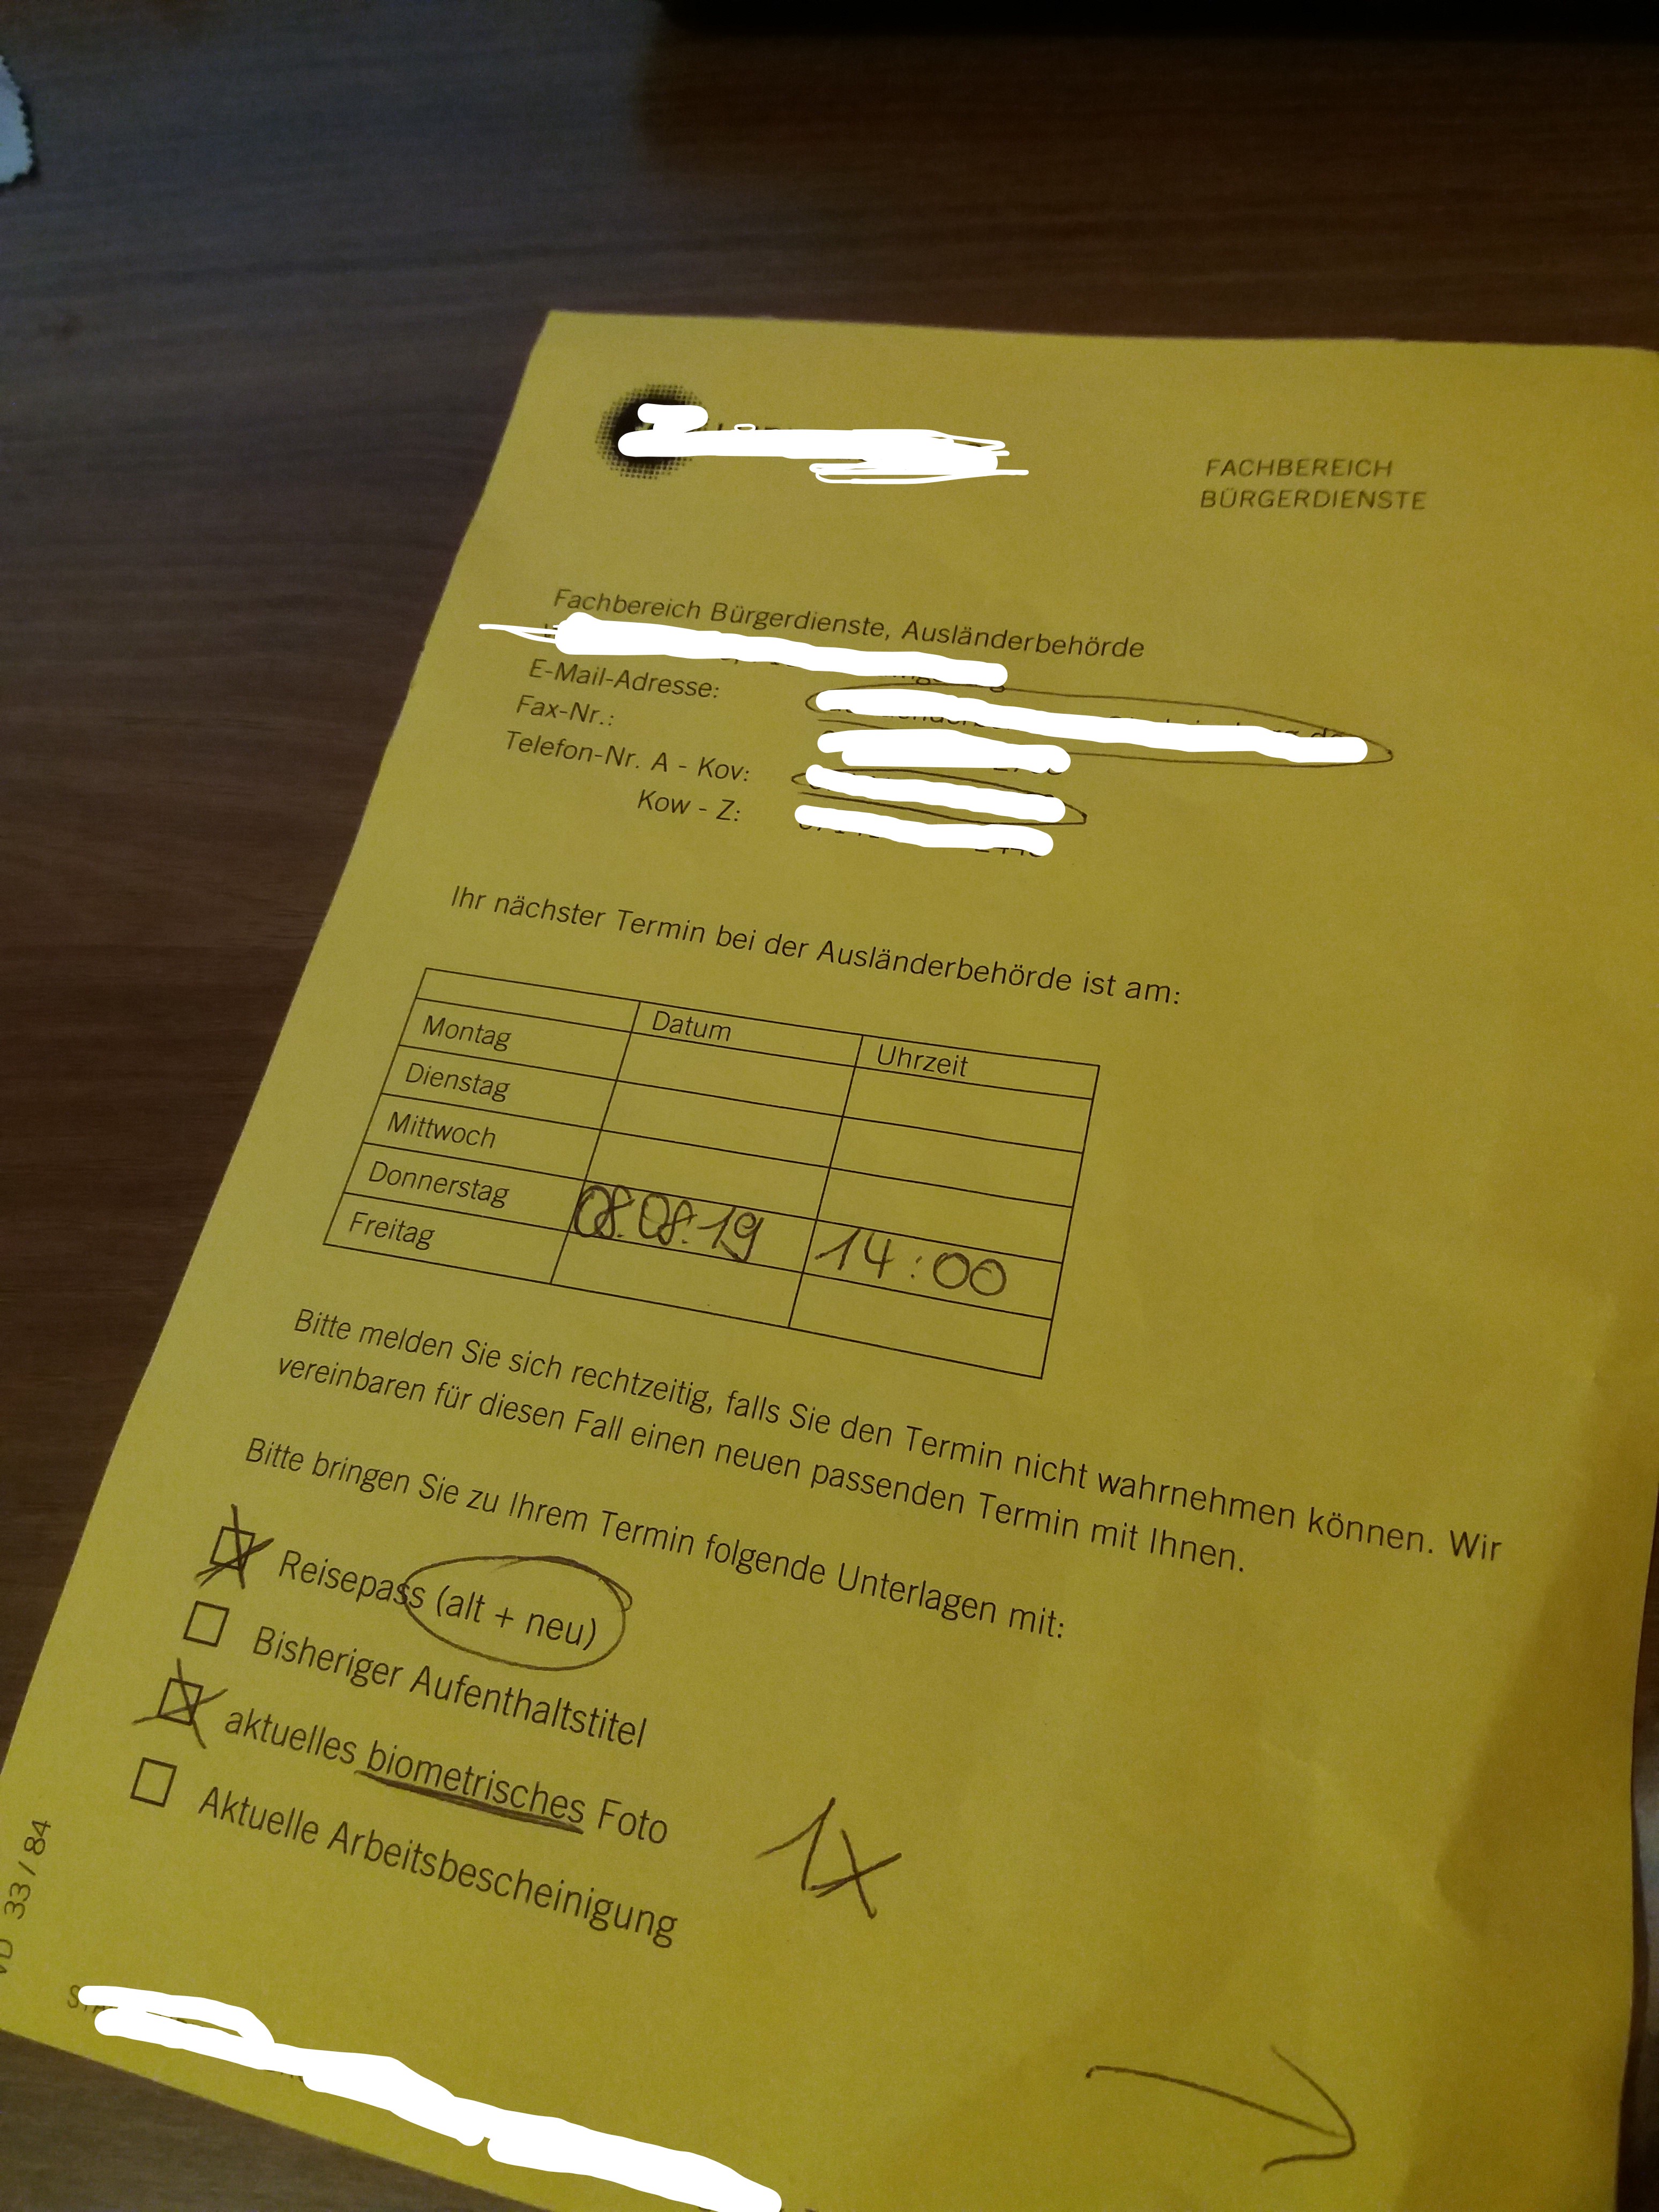 FACHBEREICH
BÜRGERDIENSTE
Fachbereich Bürgerdienste, Ausländerbehörde
E-Mail-Adresse:
Fax-Nr.:
Telefon-Nr. A - Kov:
Kow - Z:
Ihr nächster Termin bei der Ausländerbehörde ist am:
Datum Uhrzeit
Montag
Dienstag
Mittwoch
Donnerstag 08.08.19 14:00
Freitag
Bitte melden Sie sich rechtzeitig, falls Sie den Termin nicht wahrnehmen können. Wir
vereinbaren für diesen Fall einen neuen passenden Termin mit Ihnen.
Bitte bringen Sie zu Ihrem Termin folgende Unterlagen mit:
Reisepass (alt + neu)
Bisheriger Aufenthaltstitel
aktuelles biometrisches Foto 1x
Aktuelle Arbeitsbescheinigung
33/84